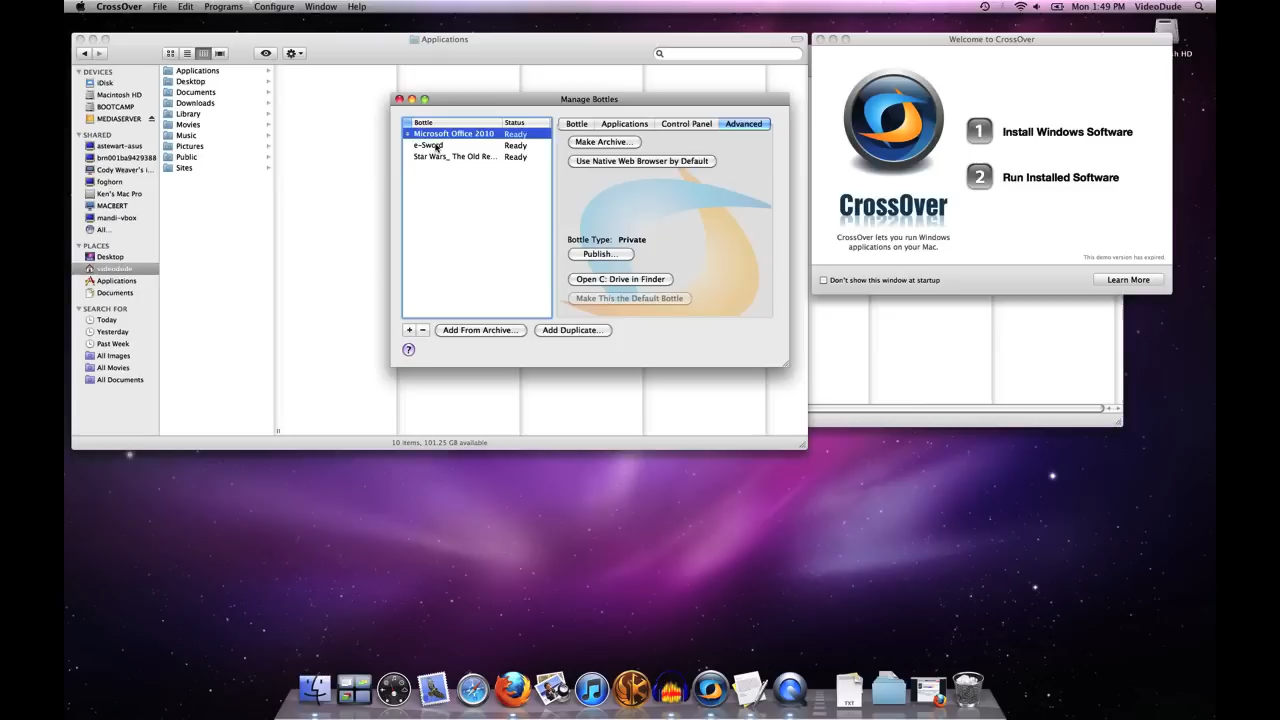 CrossOver File Edit Programs Configure Window Help
Mon 1:49 PM VideoDude
Applications
DEVICES
iDisk
Macintosh HD
BOOTCAMP
MEDIASERVER
SHARED
astewart-asus
brn001ba9429388
Cody Weaver's i...
foghorn
Ken's Mac Pro
MACBERT
mandi-vbox
All...
PLACES
Desktop
videodude
Applications
Documents
SEARCH FOR
Today
Yesterday
Past Week
All Images
All Movies
All Documents
Applications
Desktop
Documents
Downloads
Library
Movies
Music
Pictures
Public
Sites
10 items, 101.25 GB available
Manage Bottles
Bottle Status
Microsoft Office 2010 Ready
e-Sword Ready
Star Wars_ The Old Re... Ready
Bottle Applications Control Panel Advanced
Make Archive...
Use Native Web Browser by Default
Bottle Type: Private
Publish...
Open C: Drive in Finder
Make This the Default Bottle
+ − Add From Archive... Add Duplicate...
?
Welcome to CrossOver
1 Install Windows Software
2 Run Installed Software
CrossOver
CrossOver lets you run Windows
applications on your Mac.
This demo version has expired.
Don't show this window at startup
Learn More
HD
TXT